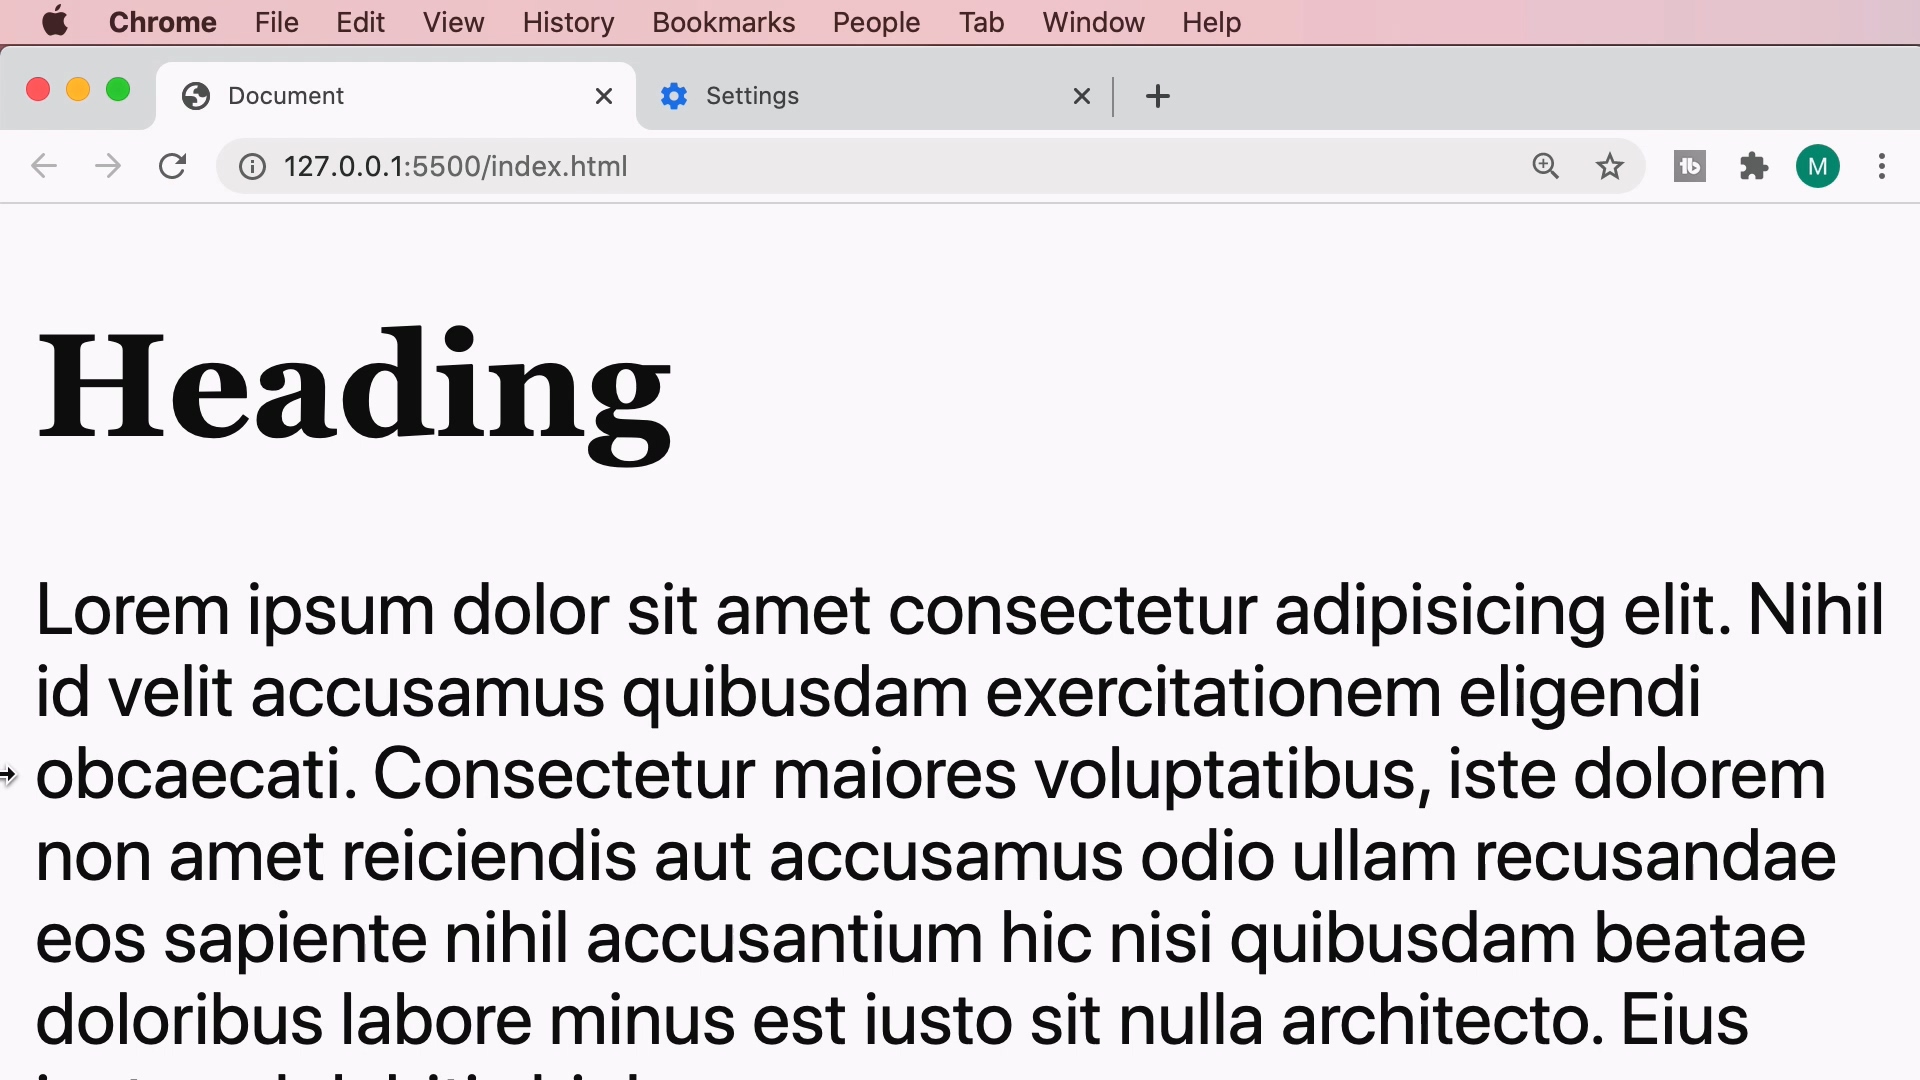 Chrome File Edit View History Bookmarks People Tab Window Help
Document Settings
127.0.0.1:5500/index.html
M
Heading
Lorem ipsum dolor sit amet consectetur adipisicing elit. Nihil
id velit accusamus quibusdam exercitationem eligendi
obcaecati. Consectetur maiores voluptatibus, iste dolorem
non amet reiciendis aut accusamus odio ullam recusandae
eos sapiente nihil accusantium hic nisi quibusdam beatae
doloribus labore minus est iusto sit nulla architecto. Eius